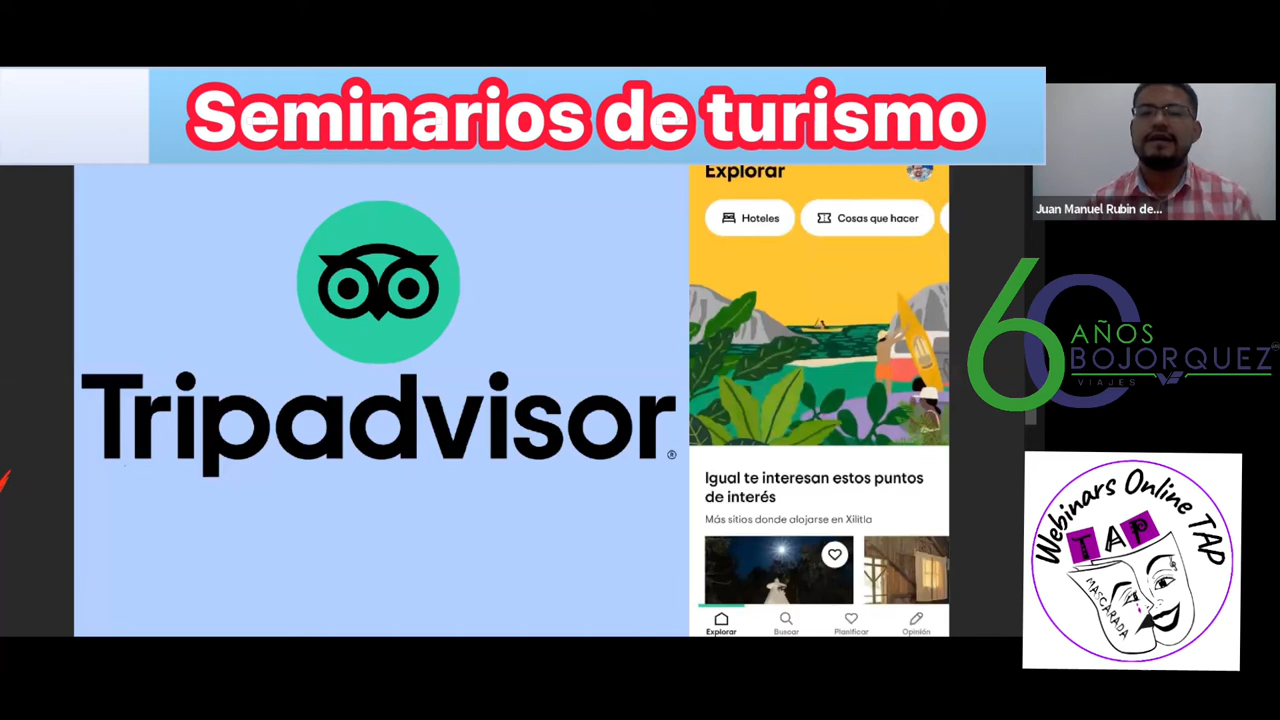 Seminarios de turismo
Juan Manuel Rubin de...
Tripadvisor®
Explorar
Hoteles
Cosas que hacer
Igual te interesan estos puntos
de interés
Más sitios donde alojarse en Xilitla
Explorar
Buscar
Planificar
Opinión
60
AÑOS
BOJORQUEZ
VIAJES
Webinars Online TAP
TAP
MASCARADA